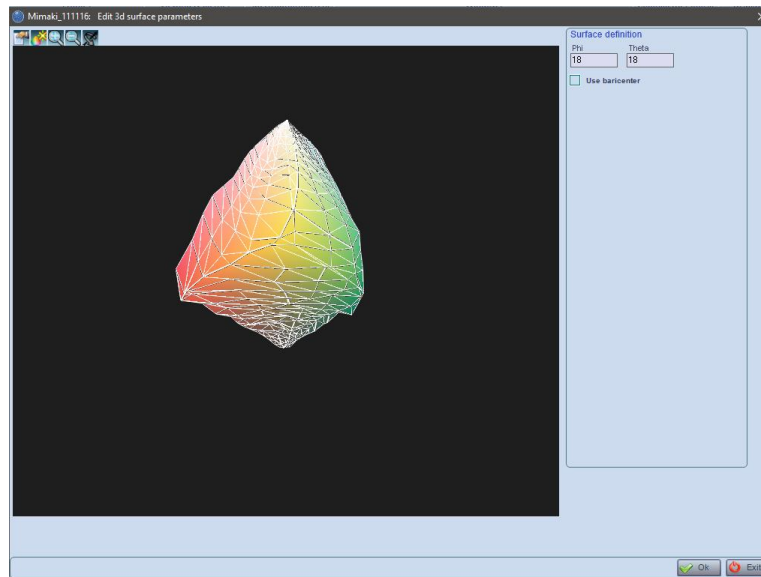 Mimaki_111116: Edit 3d surface parameters
Surface definition
Phi Theta
18 18
Use baricenter
Ok Exit